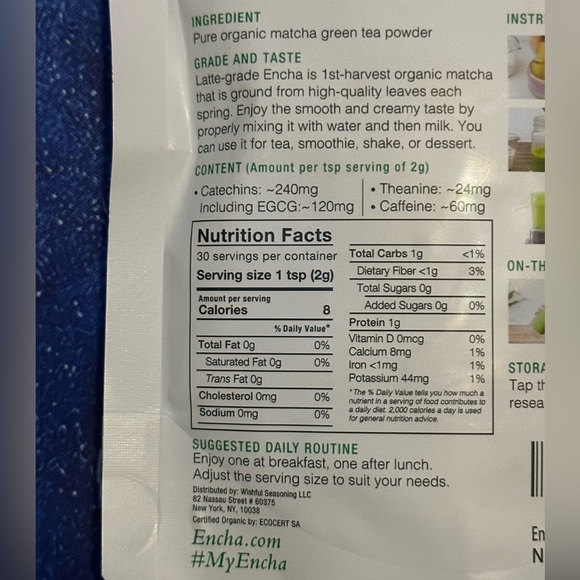 INGREDIENT
Pure organic matcha green tea powder
GRADE AND TASTE
Latte-grade Encha is 1st-harvest organic matcha
that is ground from high-quality leaves each
spring. Enjoy the smooth and creamy taste by
properly mixing it with water and then milk. You
can use it for tea, smoothie, shake, or dessert.
CONTENT (Amount per tsp serving of 2g)
• Catechins: ~240mg
Including EGCG:~120mg
• Theanine: ~24mg
• Caffeine: ~60mg
Nutrition Facts
30 servings per container
Serving size 1 tsp (2g)
Amount per serving
Calories 8
% Daily Value*
Total Fat 0g 0%
Saturated Fat 0g 0%
Trans Fat 0g
Cholesterol 0mg 0%
Sodium 0mg 0%
Total Carbs 1g <1%
Dietary Fiber <1g 3%
Total Sugars 0g
Added Sugars 0g 0%
Protein 1g
Vitamin D 0mcg 0%
Calcium 8mg 1%
Iron <1mg 1%
Potassium 44mg 1%
*The % Daily Value tells you how much a
nutrient in a serving of food contributes to
a daily diet. 2,000 calories a day is used
for general nutrition advice.
SUGGESTED DAILY ROUTINE
Enjoy one at breakfast, one after lunch.
Adjust the serving size to suit your needs.
Distributed by: Wishful Seasoning LLC
82 Nassau Street # 60375
New York, NY, 10038
Certified Organic by: ECOCERT SA
Encha.com
#MyEncha
INSTR
ON-TH
STORA
Tap th
resea
En
N